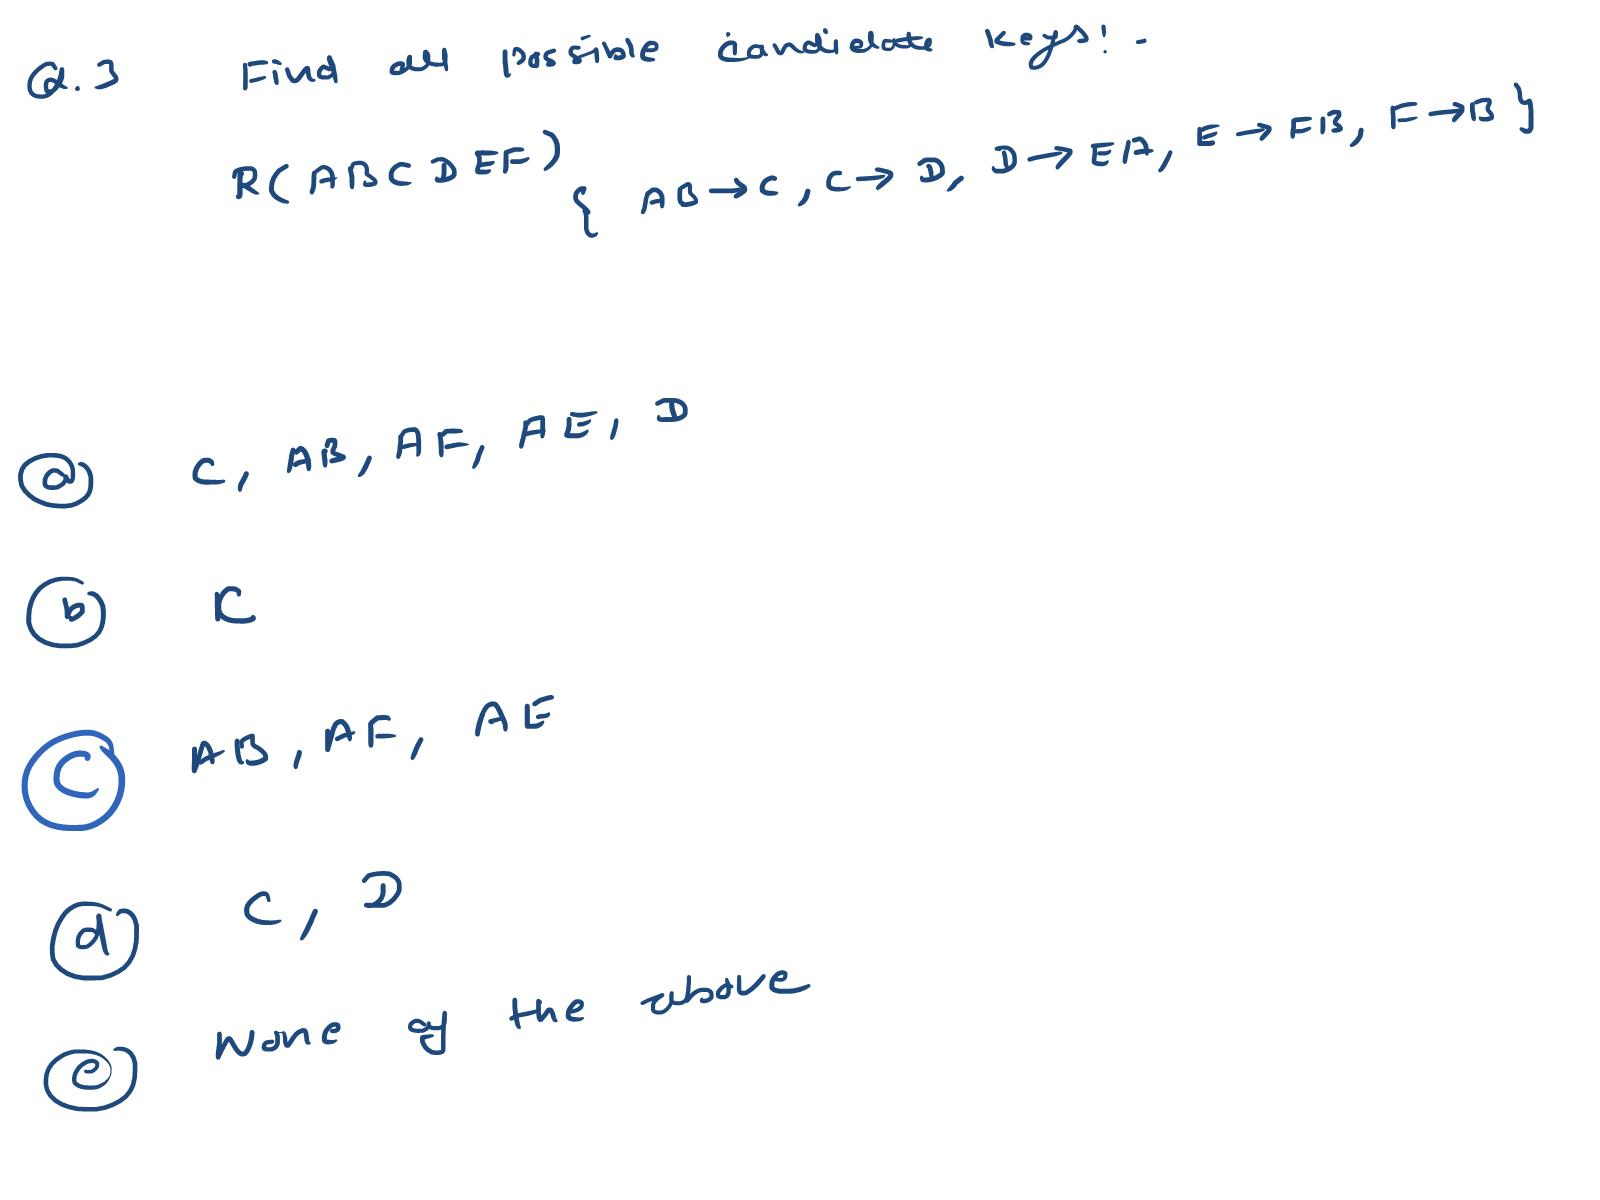 Q.3 Find all possible candidate keys! -
R(ABCDEF) { AB→C, C→D, D→EA, E→FB, F→B }
a C, AB, AF, AE, D
b C
C AB, AF, AE
d C, D
e None of the above